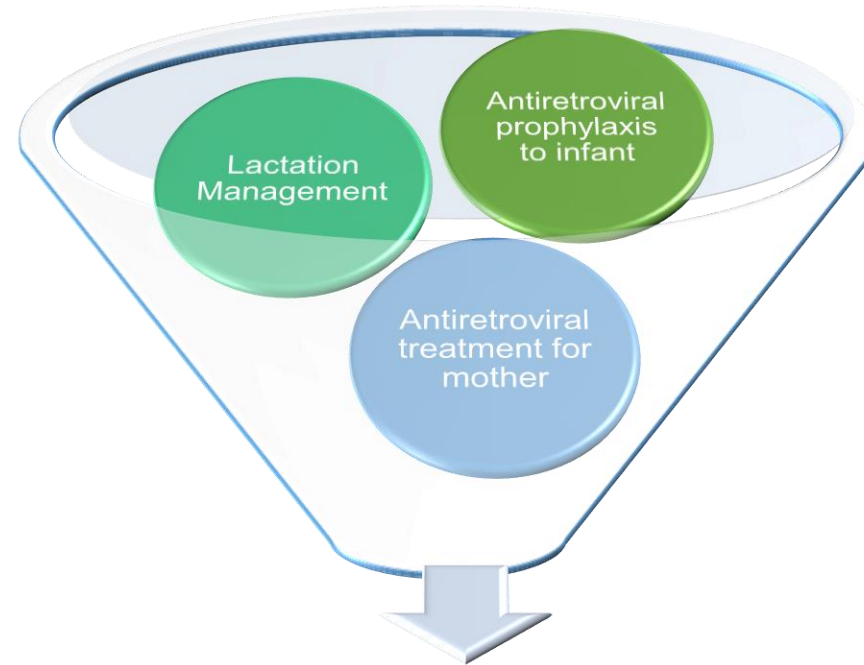 Antiretroviral
prophylaxis
to infant
Lactation
Management
Antiretroviral
treatment for
mother